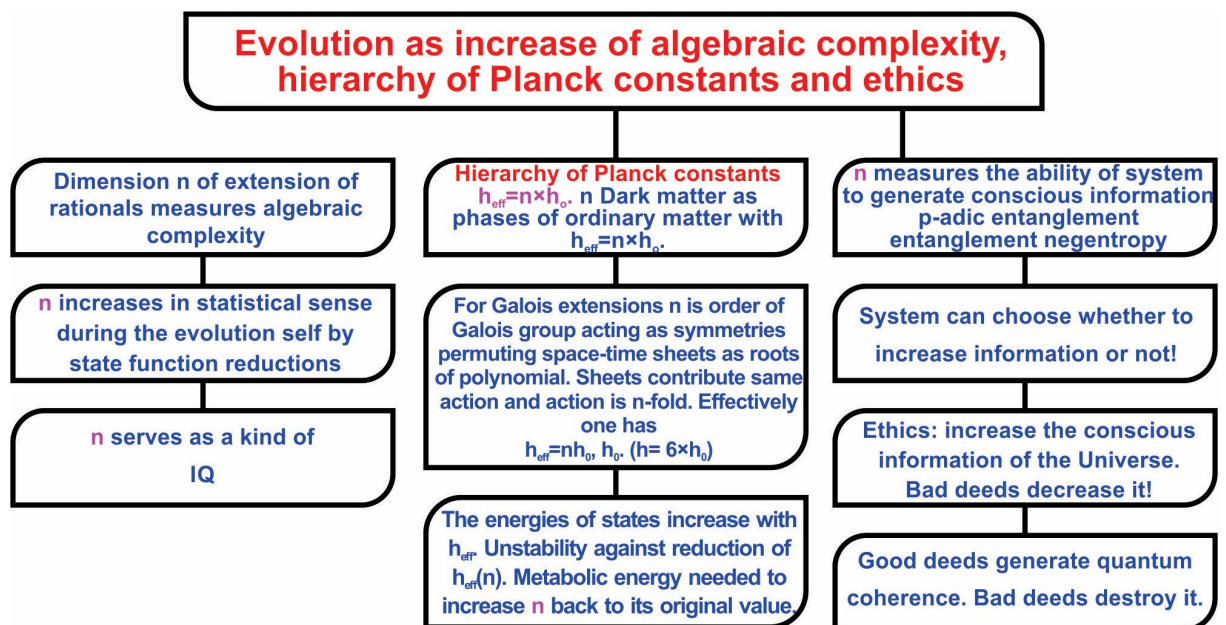 Evolution as increase of algebraic complexity,
hierarchy of Planck constants and ethics
Dimension n of extension of
rationals measures algebraic
complexity
n increases in statistical sense
during the evolution self by
state function reductions
n serves as a kind of
IQ
Hierarchy of Planck constants
h_eff=n×h_o. n Dark matter as
phases of ordinary matter with
h_eff=n×h_o.
For Galois extensions n is order of
Galois group acting as symmetries
permuting space-time sheets as roots
of polynomial. Sheets contribute same
action and action is n-fold. Effectively
one has
h_eff=nh₀, h₀. (h= 6×h₀)
The energies of states increase with
h_eff. Unstability against reduction of
h_eff(n). Metabolic energy needed to
increase n back to its original value.
n measures the ability of system
to generate conscious information
p-adic entanglement
entanglement negentropy
System can choose whether to
increase information or not!
Ethics: increase the conscious
information of the Universe.
Bad deeds decrease it!
Good deeds generate quantum
coherence. Bad deeds destroy it.